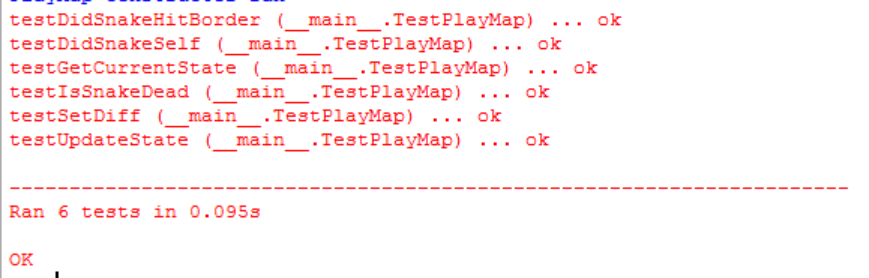 testDidSnakeHitBorder (__main__.TestPlayMap) ... ok
testDidSnakeSelf (__main__.TestPlayMap) ... ok
testGetCurrentState (__main__.TestPlayMap) ... ok
testIsSnakeDead (__main__.TestPlayMap) ... ok
testSetDiff (__main__.TestPlayMap) ... ok
testUpdateState (__main__.TestPlayMap) ... ok
----------------------------------------------------------------------
Ran 6 tests in 0.095s
OK